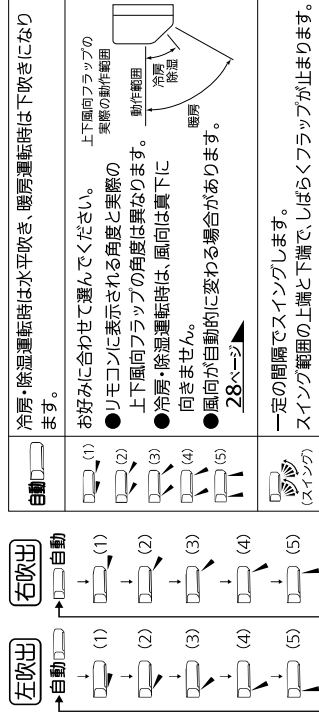 左吹出
自動
(1)
(2)
(3)
(4)
(5)
右吹出
自動
(1)
(2)
(3)
(4)
(5)
自動
(1)
(2)
(3)
(4)
(5)
(スイング)
冷房・除湿運転時は水平吹き、暖房運転時は下吹きになり
ます。
お好みに合わせて選んでください。
●リモコンに表示される角度と実際の
上下風向フラップの角度は異なります。
●冷房・除湿運転時は、風向は真下に
向きません。
●風向が自動的に変わる場合があります。
28ページ
上下風向フラップの
実際の動作範囲
動作範囲
冷房
除湿
暖房
一定の間隔でスイングします。
スイング範囲の上端と下端で、しばらくフラップが止まります。